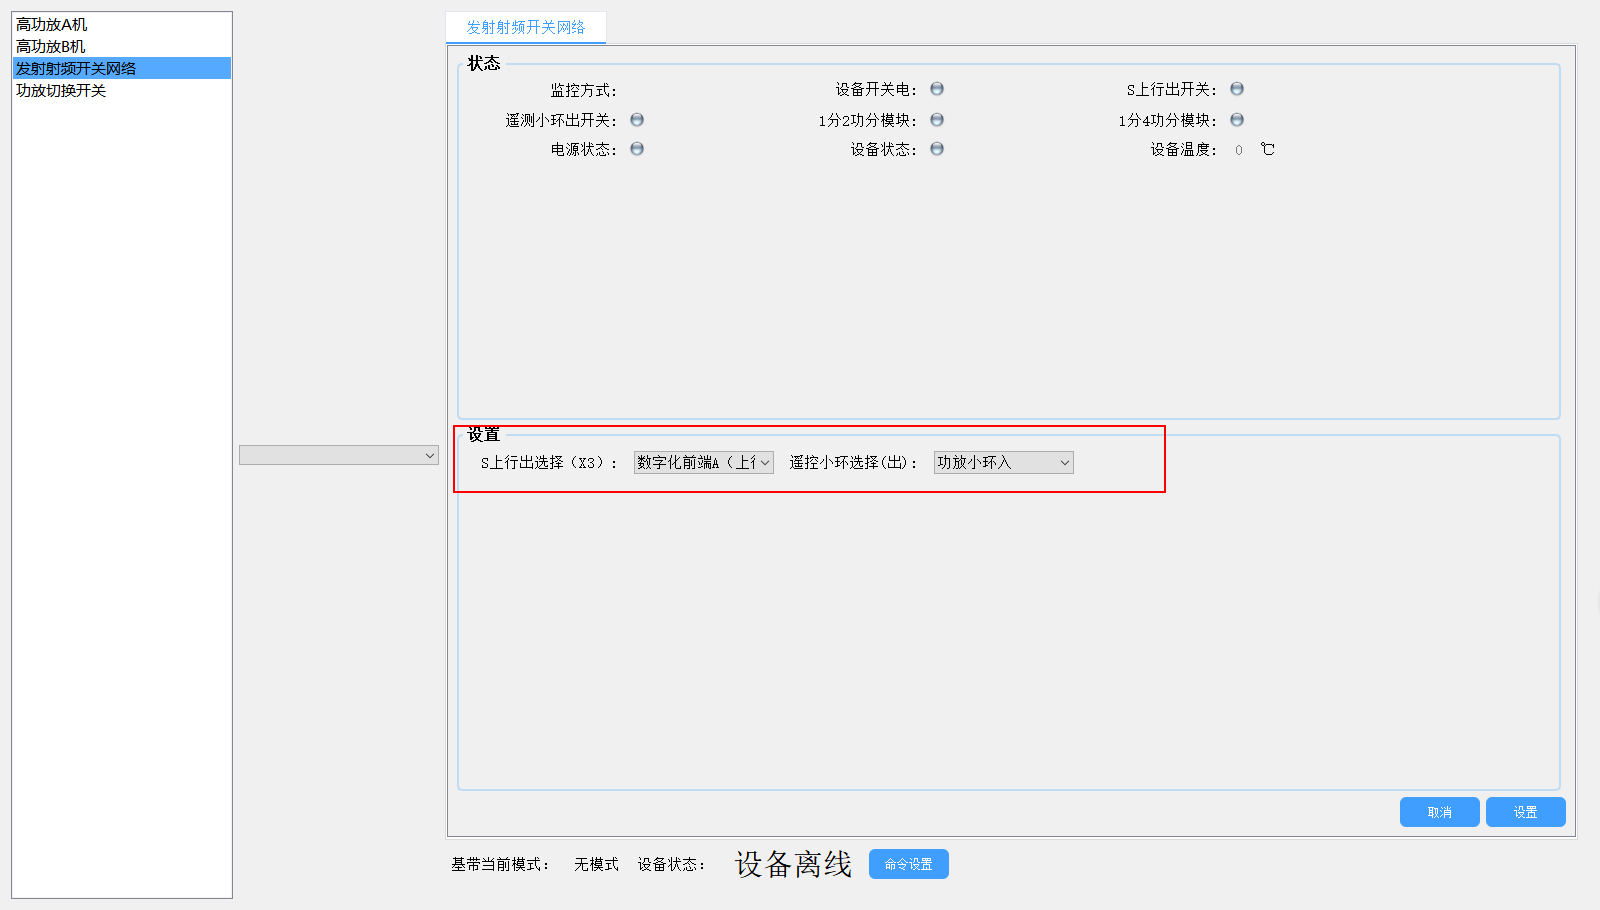 高功放A机
高功放B机
发射射频开关网络
功放切换开关
发射射频开关网络
状态
监控方式: 设备开关电: S上行出开关:
遥测小环出开关: 1分2功分模块: 1分4功分模块:
电源状态: 设备状态: 设备温度: 0 ℃
设置
S上行出选择（X3）: 数字化前端A（上行 遥控小环选择(出): 功放小环入
取消 设置
基带当前模式: 无模式 设备状态: 设备离线 命令设置